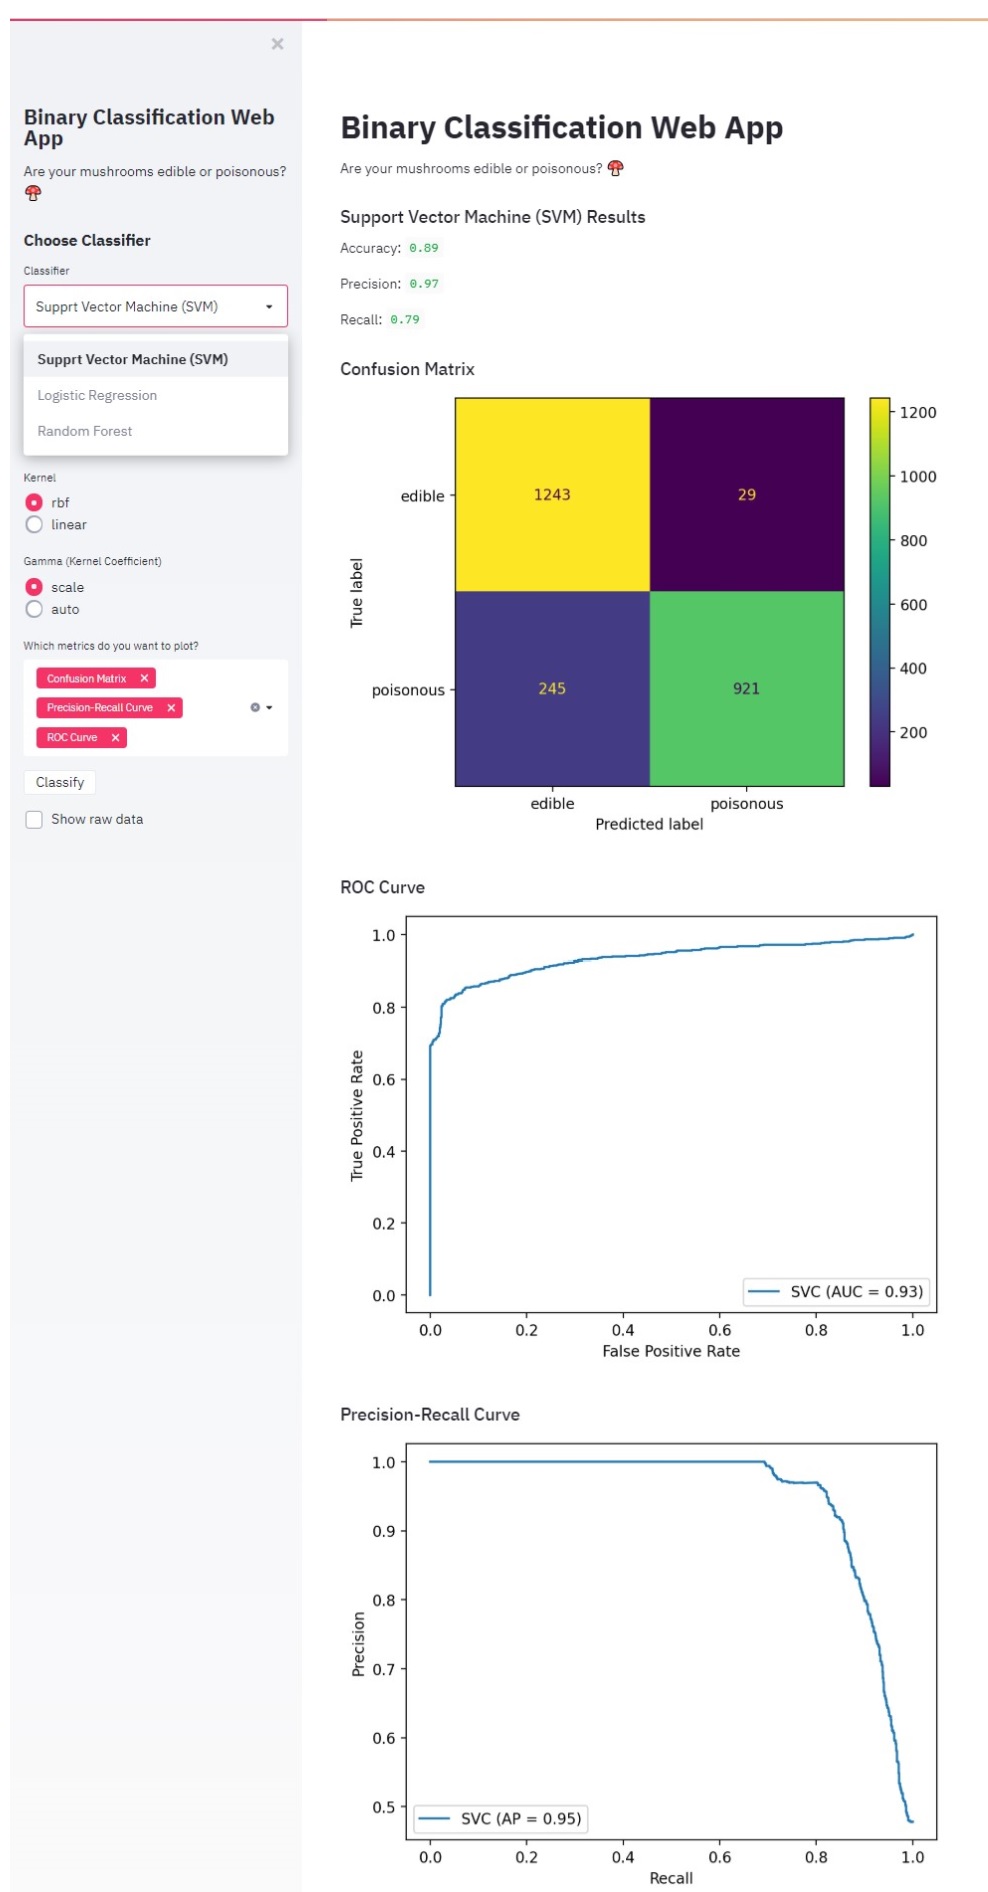 ×
Binary Classification Web
App
Are your mushrooms edible or poisonous?
🍄
Choose Classifier
Classifier
Supprt Vector Machine (SVM)
Supprt Vector Machine (SVM)
Logistic Regression
Random Forest
Kernel
rbf
linear
Gamma (Kernel Coefficient)
scale
auto
Which metrics do you want to plot?
Confusion Matrix ×
Precision-Recall Curve ×
ROC Curve ×
Classify
Show raw data
Binary Classification Web App
Are your mushrooms edible or poisonous? 🍄
Support Vector Machine (SVM) Results
Accuracy: 0.89
Precision: 0.97
Recall: 0.79
Confusion Matrix
True label
edible
poisonous
1243 29
245 921
edible poisonous
Predicted label
1200
1000
800
600
400
200
ROC Curve
True Positive Rate
1.0
0.8
0.6
0.4
0.2
0.0
SVC (AUC = 0.93)
0.0 0.2 0.4 0.6 0.8 1.0
False Positive Rate
Precision-Recall Curve
Precision
1.0
0.9
0.8
0.7
0.6
0.5
SVC (AP = 0.95)
0.0 0.2 0.4 0.6 0.8 1.0
Recall